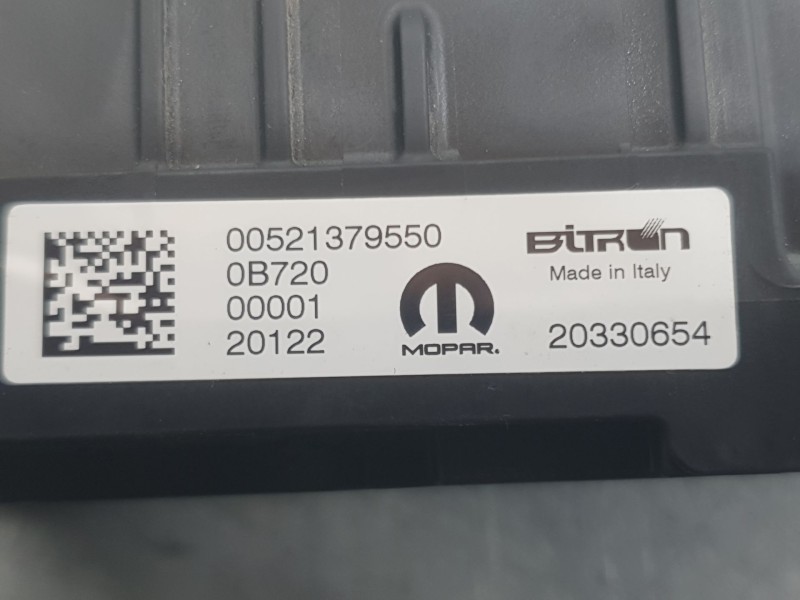 00521379550
0B720
00001
20122
MOPAR.
BiTRON
Made in Italy
20330654